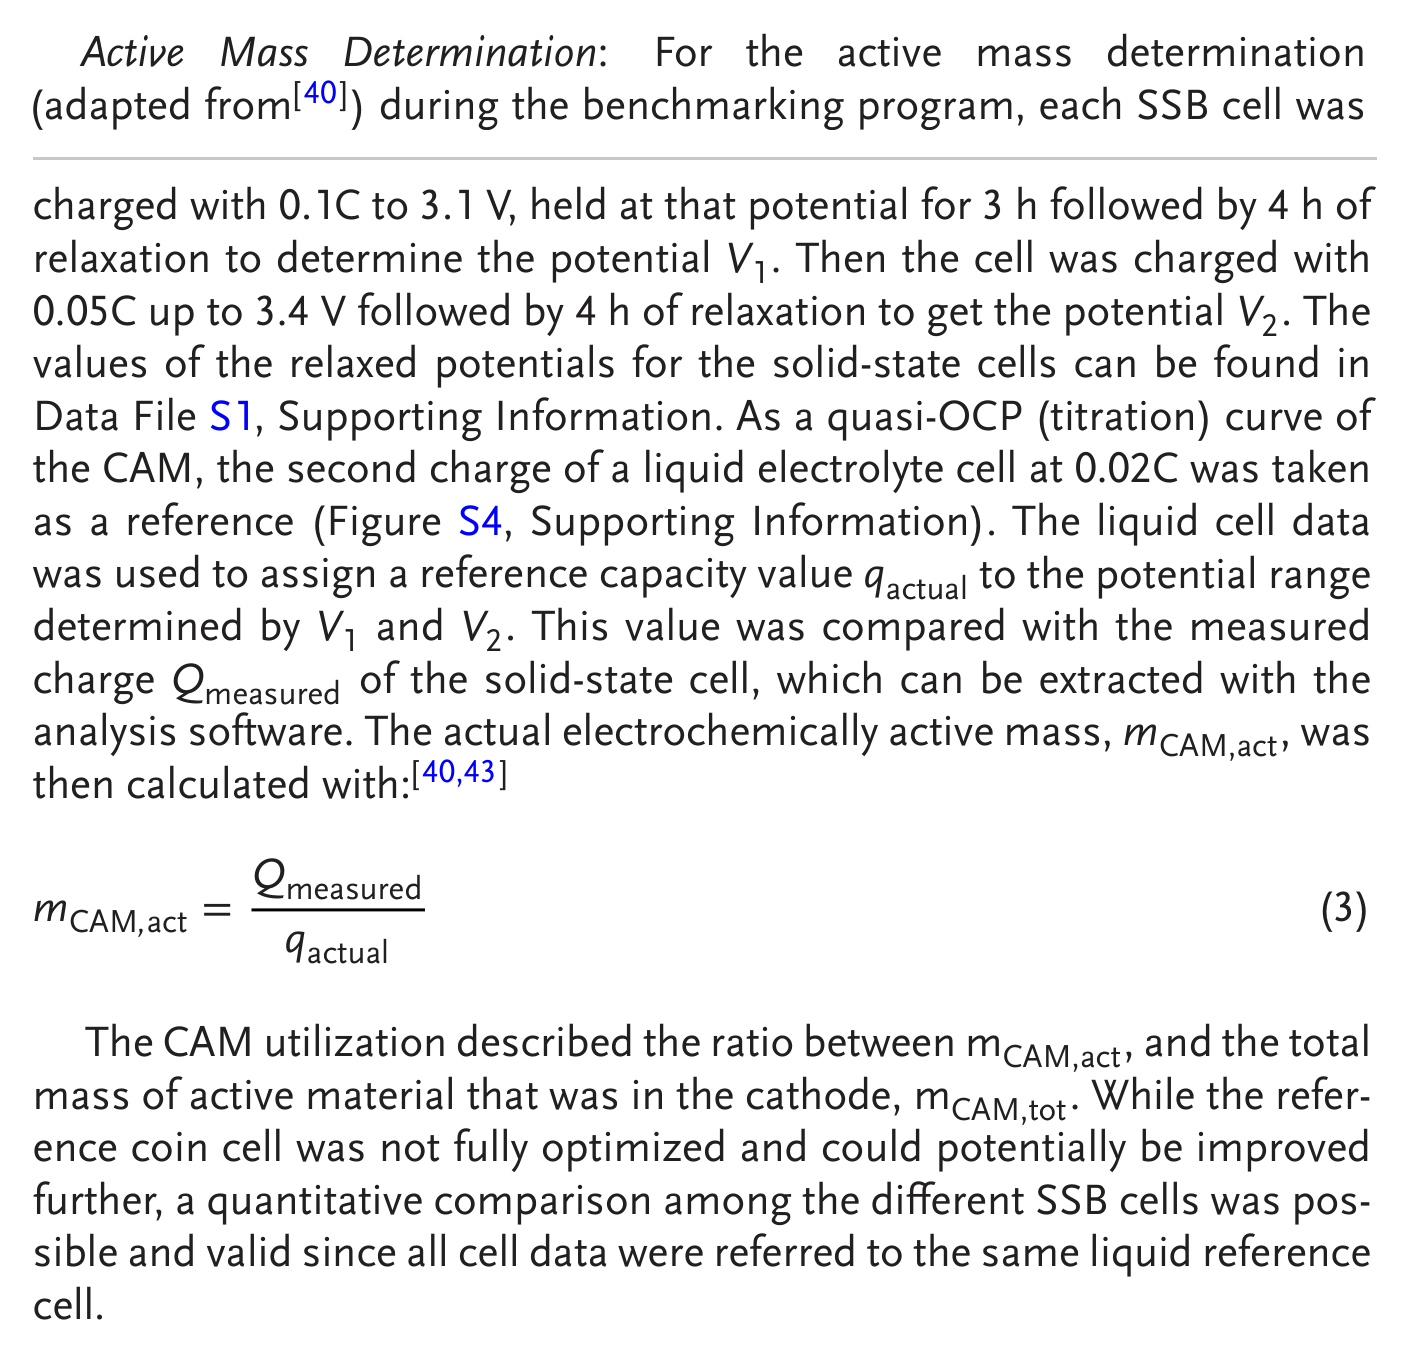 Active Mass Determination: For the active mass determination
(adapted from[40]) during the benchmarking program, each SSB cell was
charged with 0.1C to 3.1 V, held at that potential for 3 h followed by 4 h of
relaxation to determine the potential V1. Then the cell was charged with
0.05C up to 3.4 V followed by 4 h of relaxation to get the potential V2. The
values of the relaxed potentials for the solid-state cells can be found in
Data File S1, Supporting Information. As a quasi-OCP (titration) curve of
the CAM, the second charge of a liquid electrolyte cell at 0.02C was taken
as a reference (Figure S4, Supporting Information). The liquid cell data
was used to assign a reference capacity value qactual to the potential range
determined by V1 and V2. This value was compared with the measured
charge Qmeasured of the solid-state cell, which can be extracted with the
analysis software. The actual electrochemically active mass, mCAM,act, was
then calculated with:[40,43]
mCAM,act = Qmeasured / qactual (3)
The CAM utilization described the ratio between mCAM,act, and the total
mass of active material that was in the cathode, mCAM,tot. While the refer-
ence coin cell was not fully optimized and could potentially be improved
further, a quantitative comparison among the different SSB cells was pos-
sible and valid since all cell data were referred to the same liquid reference
cell.